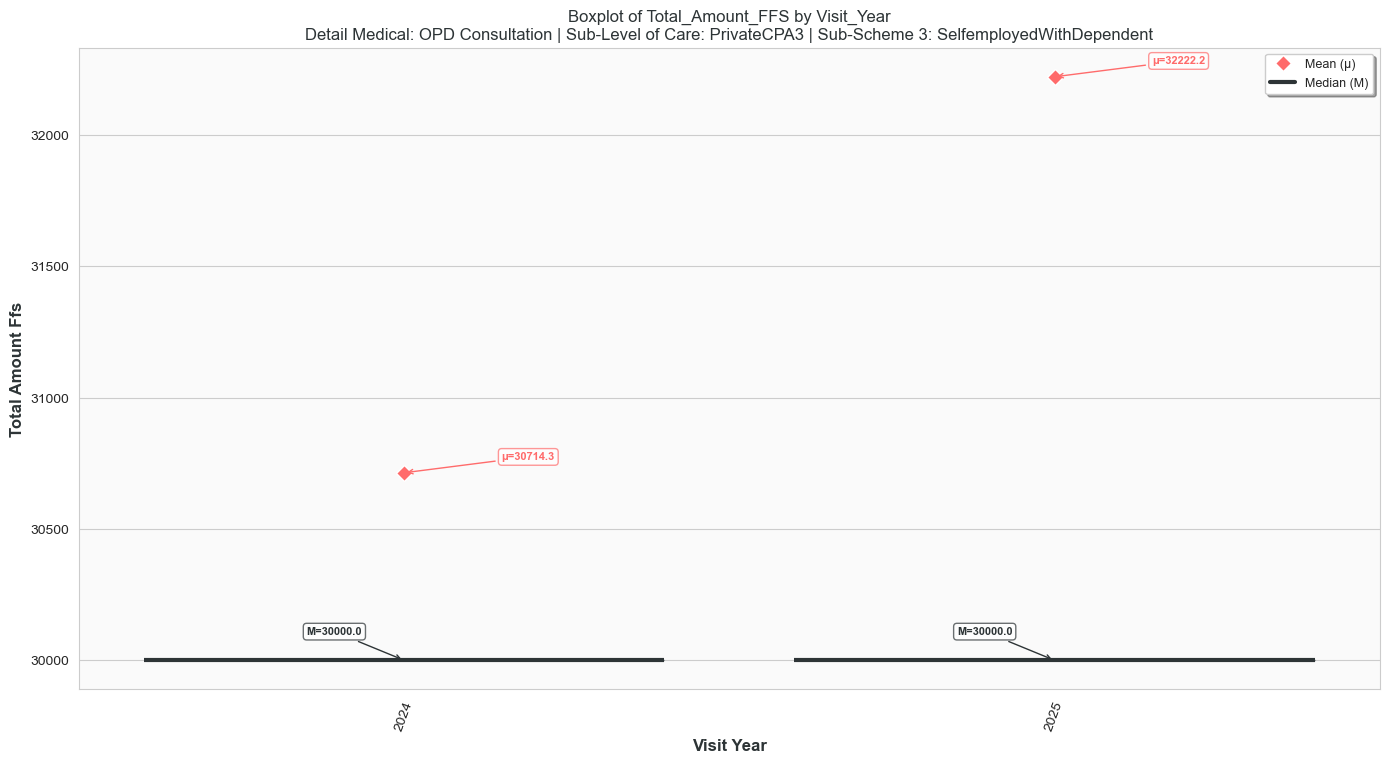 Boxplot of Total_Amount_FFS by Visit_Year
Detail Medical: OPD Consultation | Sub-Level of Care: PrivateCPA3 | Sub-Scheme 3: SelfemployedWithDependent
Mean (μ)
Median (M)
μ=32222.2
μ=30714.3
M=30000.0
M=30000.0
Total Amount Ffs
32000
31500
31000
30500
30000
2024
2025
Visit Year